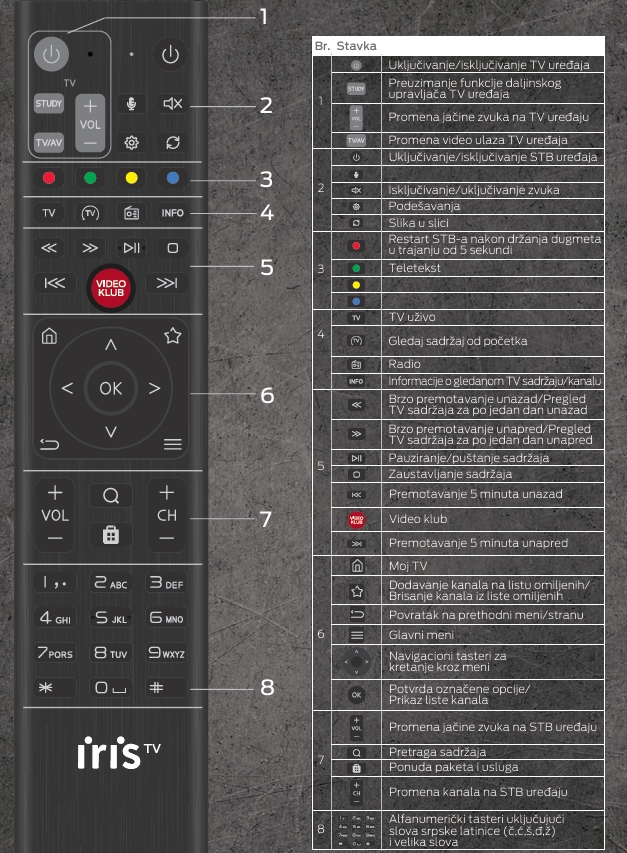 1
TV
STUDY
+
VOL
−
TV/AV
2
3
TV
TV
INFO
4
VIDEO
KLUB
5
OK
6
+
VOL
−
+
CH
−
7
1 ,.
2 ABC
3 DEF
4 GHI
5 JKL
6 MNO
7 PQRS
8 TUV
9 WXYZ
*
0
#
8
iris TV
Br. Stavka
1
Uključivanje/isključivanje TV uređaja
STUDY
Preuzimanje funkcije daljinskog
upravljača TV uređaja
+
VOL
−
Promena jačine zvuka na TV uređaju
TV/AV
Promena video ulaza TV uređaja
2
Uključivanje/isključivanje STB uređaja
Isključivanje/uključivanje zvuka
Podešavanja
Slika u slici
3
Restart STB-a nakon držanja dugmeta
u trajanju od 5 sekundi
Teletekst
4
TV
TV uživo
TV
Gledaj sadržaj od početka
Radio
INFO
Informacije o gledanom TV sadržaju/kanalu
5
Brzo premotavanje unazad/Pregled
TV sadržaja za po jedan dan unazad
Brzo premotavanje unapred/Pregled
TV sadržaja za po jedan dan unapred
Pauziranje/puštanje sadržaja
Zaustavljanje sadržaja
Premotavanje 5 minuta unazad
VIDEO
KLUB
Video klub
Premotavanje 5 minuta unapred
6
Moj TV
Dodavanje kanala na listu omiljenih/
Brisanje kanala iz liste omiljenih
Povratak na prethodni meni/stranu
Glavni meni
Navigacioni tasteri za
kretanje kroz meni
OK
Potvrda označene opcije/
Prikaz liste kanala
7
+
VOL
−
Promena jačine zvuka na STB uređaju
Pretraga sadržaja
Ponuda paketa i usluga
+
CH
−
Promena kanala na STB uređaju
8
Alfanumerički tasteri uključujući
slova srpske latinice (č,ć,š,đ,ž)
i velika slova